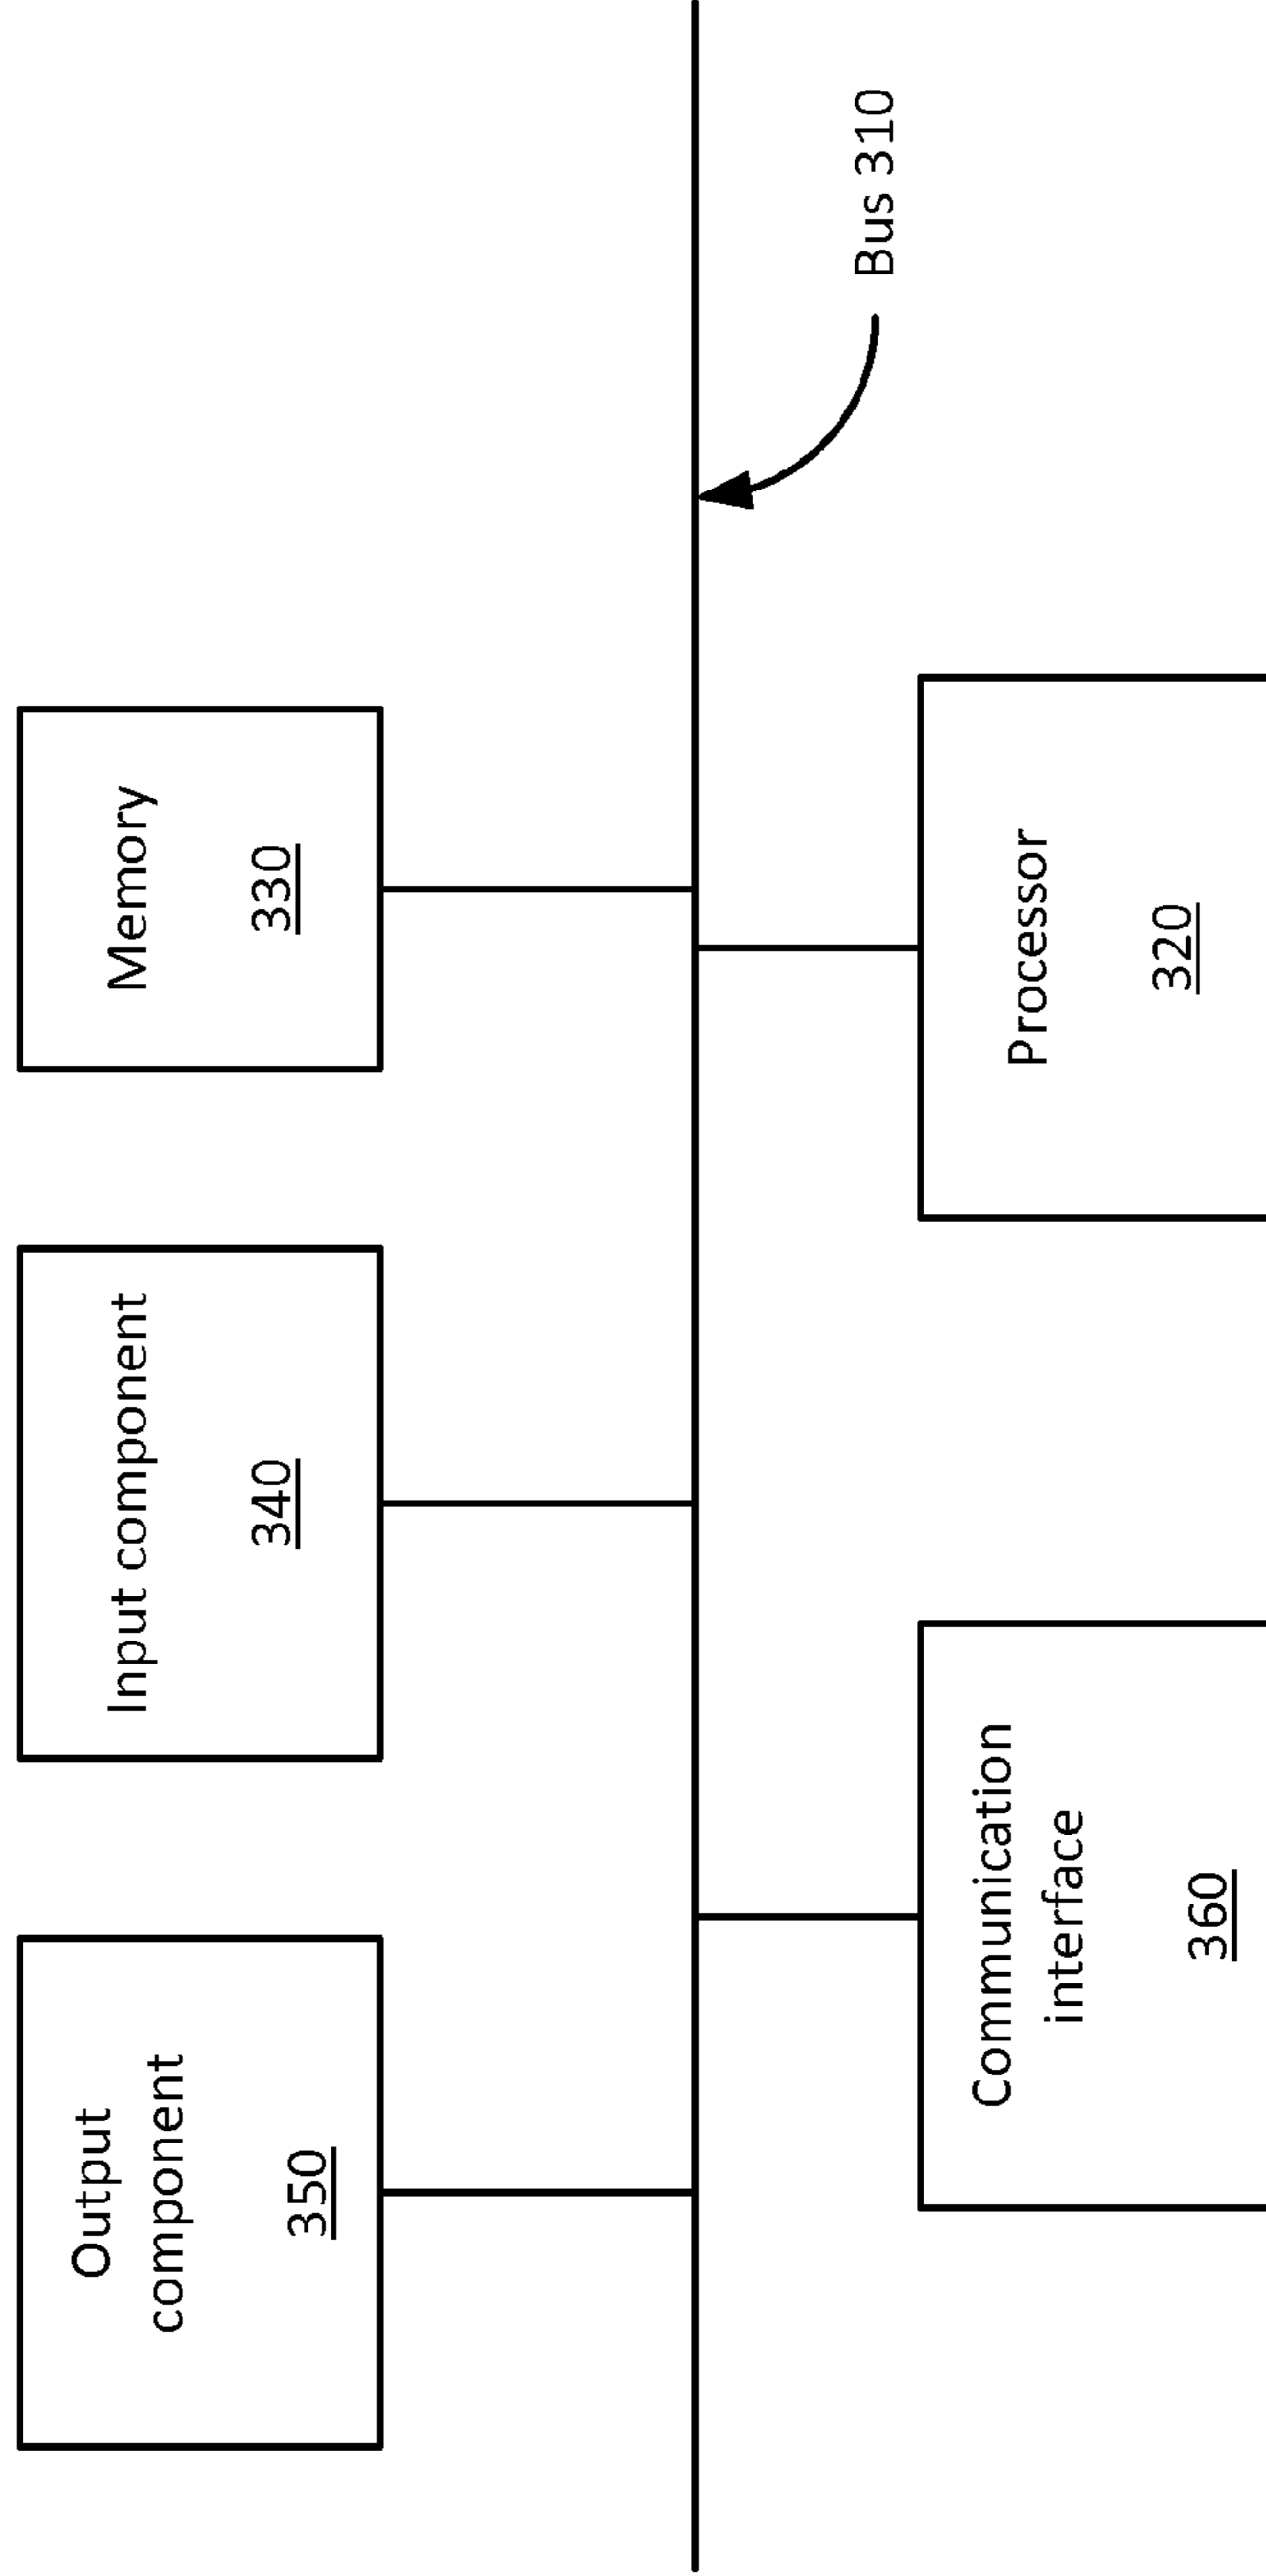 Output
component
350
Input component
340
Memory
330
Bus 310
Communication
interface
360
Processor
320